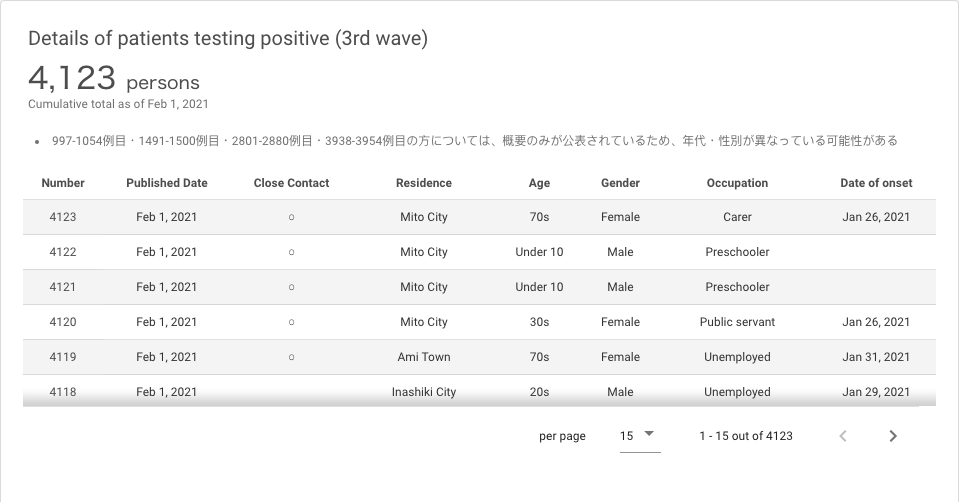 Details of patients testing positive (3rd wave)
4,123 persons
Cumulative total as of Feb 1, 2021
• 997-1054例目・1491-1500例目・2801-2880例目・3938-3954例目の方については、概要のみが公表されているため、年代・性別が異なっている可能性がある
Number Published Date Close Contact Residence Age Gender Occupation Date of onset
4123 Feb 1, 2021 ○ Mito City 70s Female Carer Jan 26, 2021
4122 Feb 1, 2021 ○ Mito City Under 10 Male Preschooler
4121 Feb 1, 2021 ○ Mito City Under 10 Male Preschooler
4120 Feb 1, 2021 ○ Mito City 30s Female Public servant Jan 26, 2021
4119 Feb 1, 2021 ○ Ami Town 70s Female Unemployed Jan 31, 2021
4118 Feb 1, 2021 Inashiki City 20s Male Unemployed Jan 29, 2021
per page 15 1 - 15 out of 4123